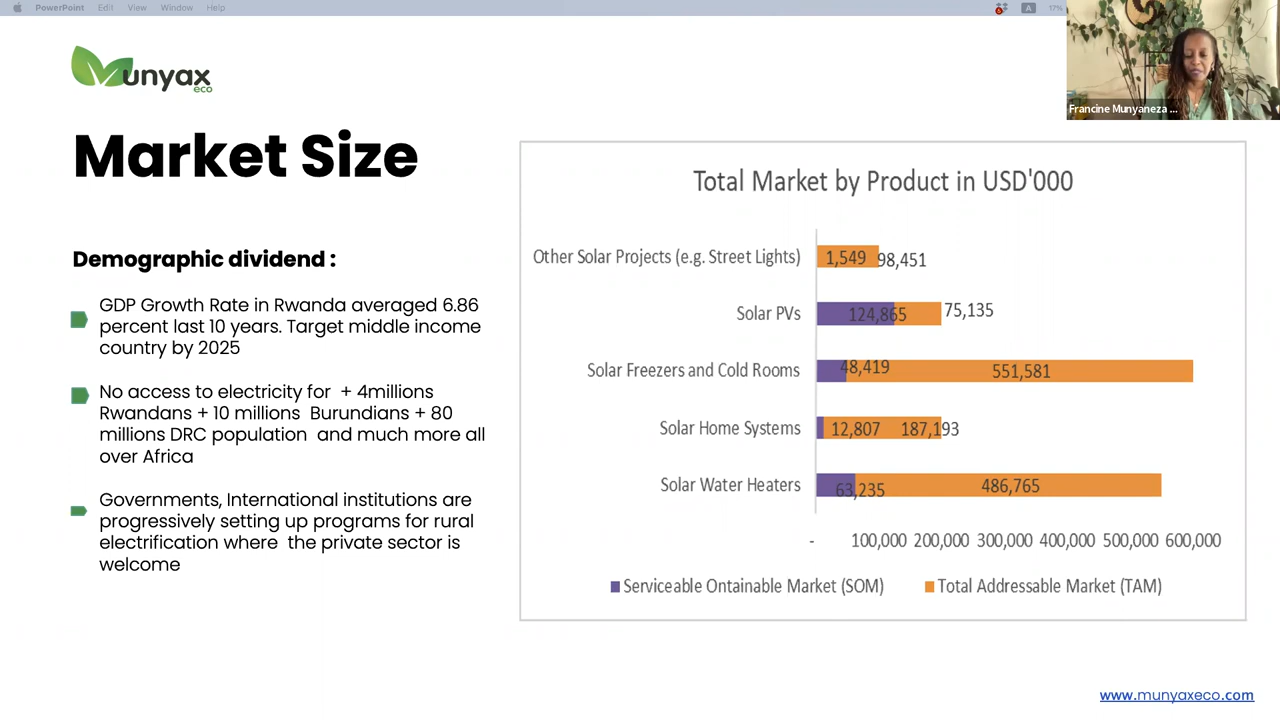 PowerPoint Edit View Window Help
A 17%
Munyax
eco
Francine Munyaneza ...
Market Size
Demographic dividend :
GDP Growth Rate in Rwanda averaged 6.86
percent last 10 years. Target middle income
country by 2025
No access to electricity for + 4millions
Rwandans + 10 millions Burundians + 80
millions DRC population and much more all
over Africa
Governments, International institutions are
progressively setting up programs for rural
electrification where the private sector is
welcome
Total Market by Product in USD'000
Other Solar Projects (e.g. Street Lights) 1,549 98,451
Solar PVs 124,865 75,135
Solar Freezers and Cold Rooms 48,419 551,581
Solar Home Systems 12,807 187,193
Solar Water Heaters 63,235 486,765
- 100,000 200,000 300,000 400,000 500,000 600,000
Serviceable Ontainable Market (SOM) Total Addressable Market (TAM)
www.munyaxeco.com